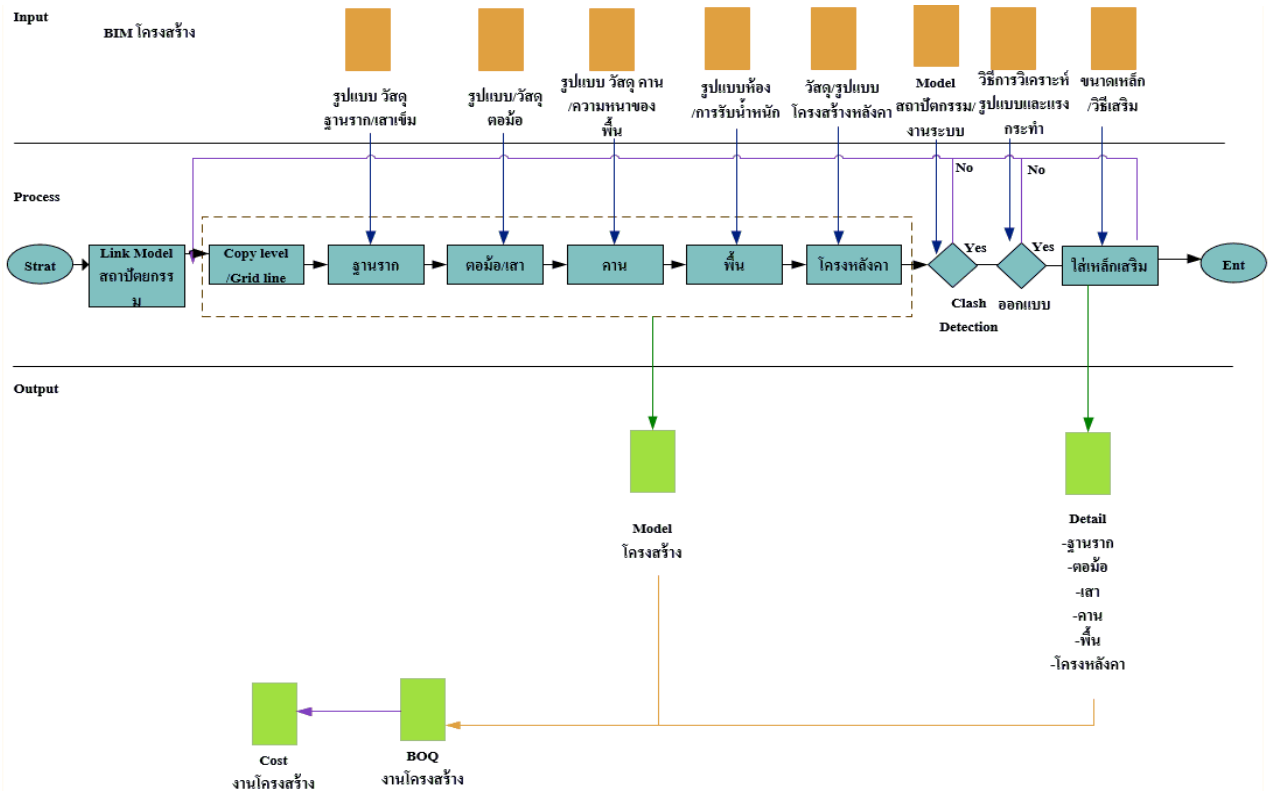 Input
BIM โครงสร้าง
รูปแบบ วัสดุ
ฐานราก/เสาเข็ม
รูปแบบ/วัสดุ
ตอม้อ
รูปแบบ วัสดุ คาน
/ความหนาของ
พื้น
รูปแบบห้อง
/การรับน้ำหนัก
วัสดุ/รูปแบบ
โครงสร้างหลังคา
Model
สถาปัตกรรม/
งานระบบ
วิธีการวิเคราะห์
รูปแบบและแรง
กระทำ
ขนาดเหล็ก
/วิธีเสริม
Process
No
No
Strat
Link Model
สถาปัตยกรร
ม
Copy level
/Grid line
ฐานราก
ตอม้อ/เสา
คาน
พื้น
โครงหลังคา
Yes
Clash
Detection
Yes
ออกแบบ
ใส่เหล็กเสริม
Ent
Output
Model
โครงสร้าง
Detail
-ฐานราก
-ตอม้อ
-เสา
-คาน
-พื้น
-โครงหลังคา
Cost
งานโครงสร้าง
BOQ
งานโครงสร้าง